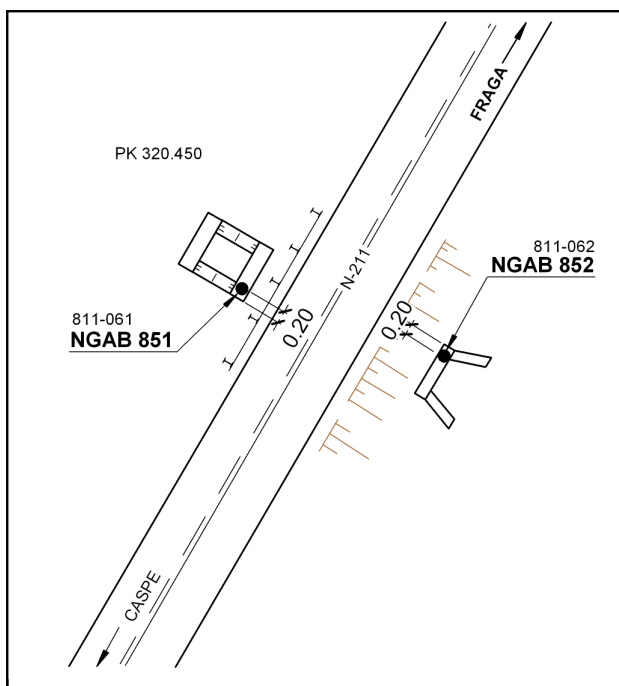 FRAGA
PK 320.450
N-211
811-062
NGAB 852
811-061
NGAB 851
0.20
0.20
CASPE